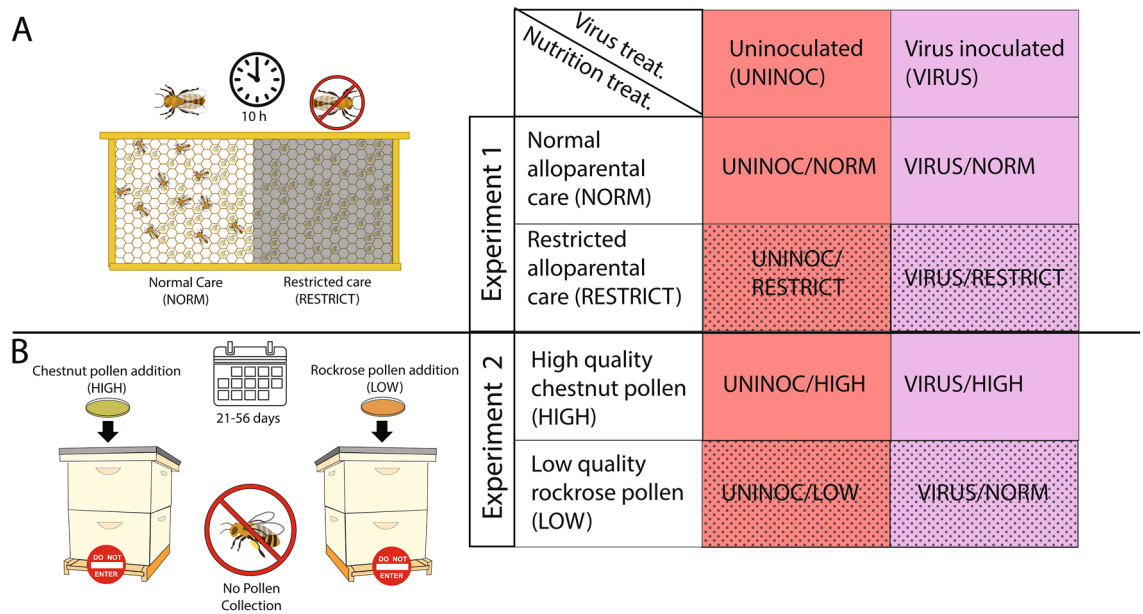 A
10 h
Normal Care
(NORM)
Restricted care
(RESTRICT)
Virus treat.
Nutrition treat.
Uninoculated
(UNINOC)
Virus inoculated
(VIRUS)
Experiment 1
Normal
alloparental
care (NORM)
UNINOC/NORM
VIRUS/NORM
Restricted
alloparental
care (RESTRICT)
UNINOC/
RESTRICT
VIRUS/RESTRICT
B
Chestnut pollen addition
(HIGH)
21-56 days
Rockrose pollen addition
(LOW)
DO NOT
ENTER
No Pollen
Collection
DO NOT
ENTER
Experiment 2
High quality
chestnut pollen
(HIGH)
UNINOC/HIGH
VIRUS/HIGH
Low quality
rockrose pollen
(LOW)
UNINOC/LOW
VIRUS/NORM